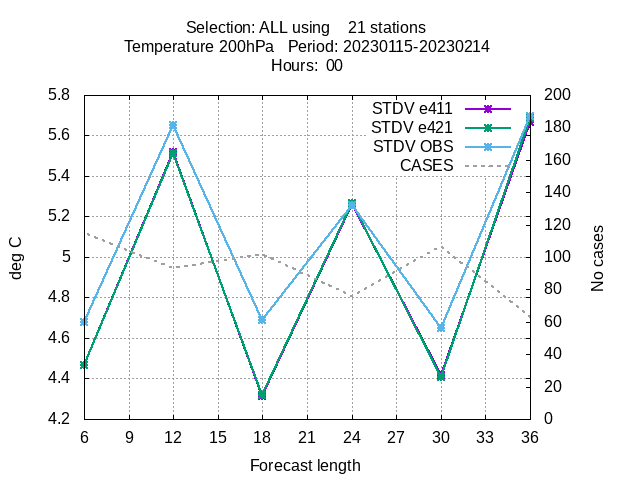 Selection: ALL using 21 stations
Temperature 200hPa Period: 20230115-20230214
Hours: 00
STDV e411
STDV e421
STDV OBS
CASES
5.8
5.6
5.4
5.2
5
4.8
4.6
4.4
4.2
200
180
160
140
120
100
80
60
40
20
0
deg C
No cases
6 9 12 15 18 21 24 27 30 33 36
Forecast length